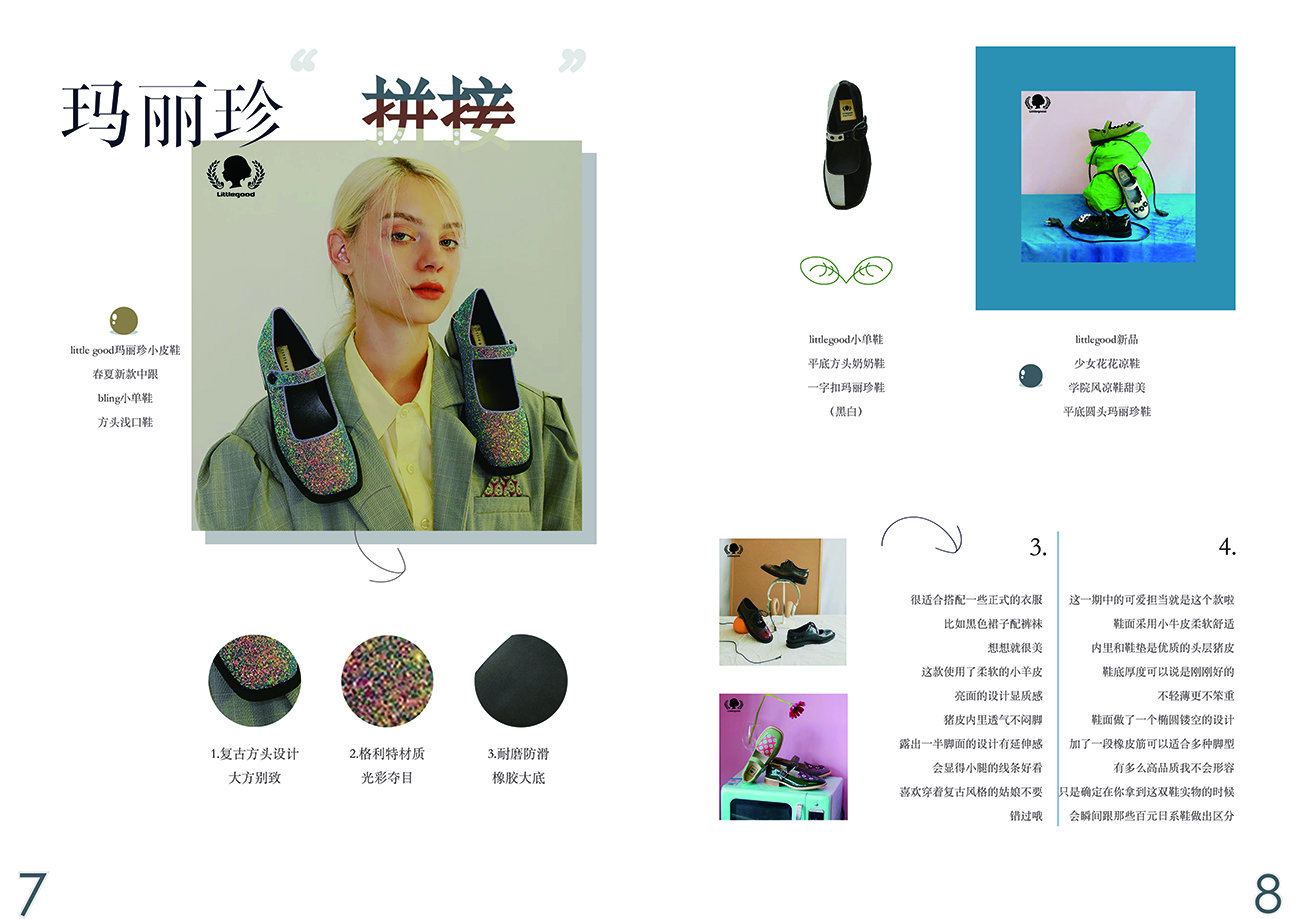 玛丽珍
“拼接”
Littlegood
little good玛丽珍小皮鞋
春夏新款中跟
bling小单鞋
方头浅口鞋
1.复古方头设计
大方别致
2.格利特材质
光彩夺目
3.耐磨防滑
橡胶大底
7
littlegood小单鞋
平底方头奶奶鞋
一字扣玛丽珍鞋
（黑白）
Littlegood
littlegood新品
少女花花凉鞋
学院风凉鞋甜美
平底圆头玛丽珍鞋
3.
很适合搭配一些正式的衣服
比如黑色裙子配裤袜
想想就很美
这款使用了柔软的小羊皮
亮面的设计显质感
猪皮内里透气不闷脚
露出一半脚面的设计有延伸感
会显得小腿的线条好看
喜欢穿着复古风格的姑娘不要
错过哦
4.
这一期中的可爱担当就是这个款啦
鞋面采用小牛皮柔软舒适
内里和鞋垫是优质的头层猪皮
鞋底厚度可以说是刚刚好的
不轻薄更不笨重
鞋面做了一个椭圆镂空的设计
加了一段橡皮筋可以适合多种脚型
有多么高品质我不会形容
只是确定在你拿到这双鞋实物的时候
会瞬间跟那些百元日系鞋做出区分
8